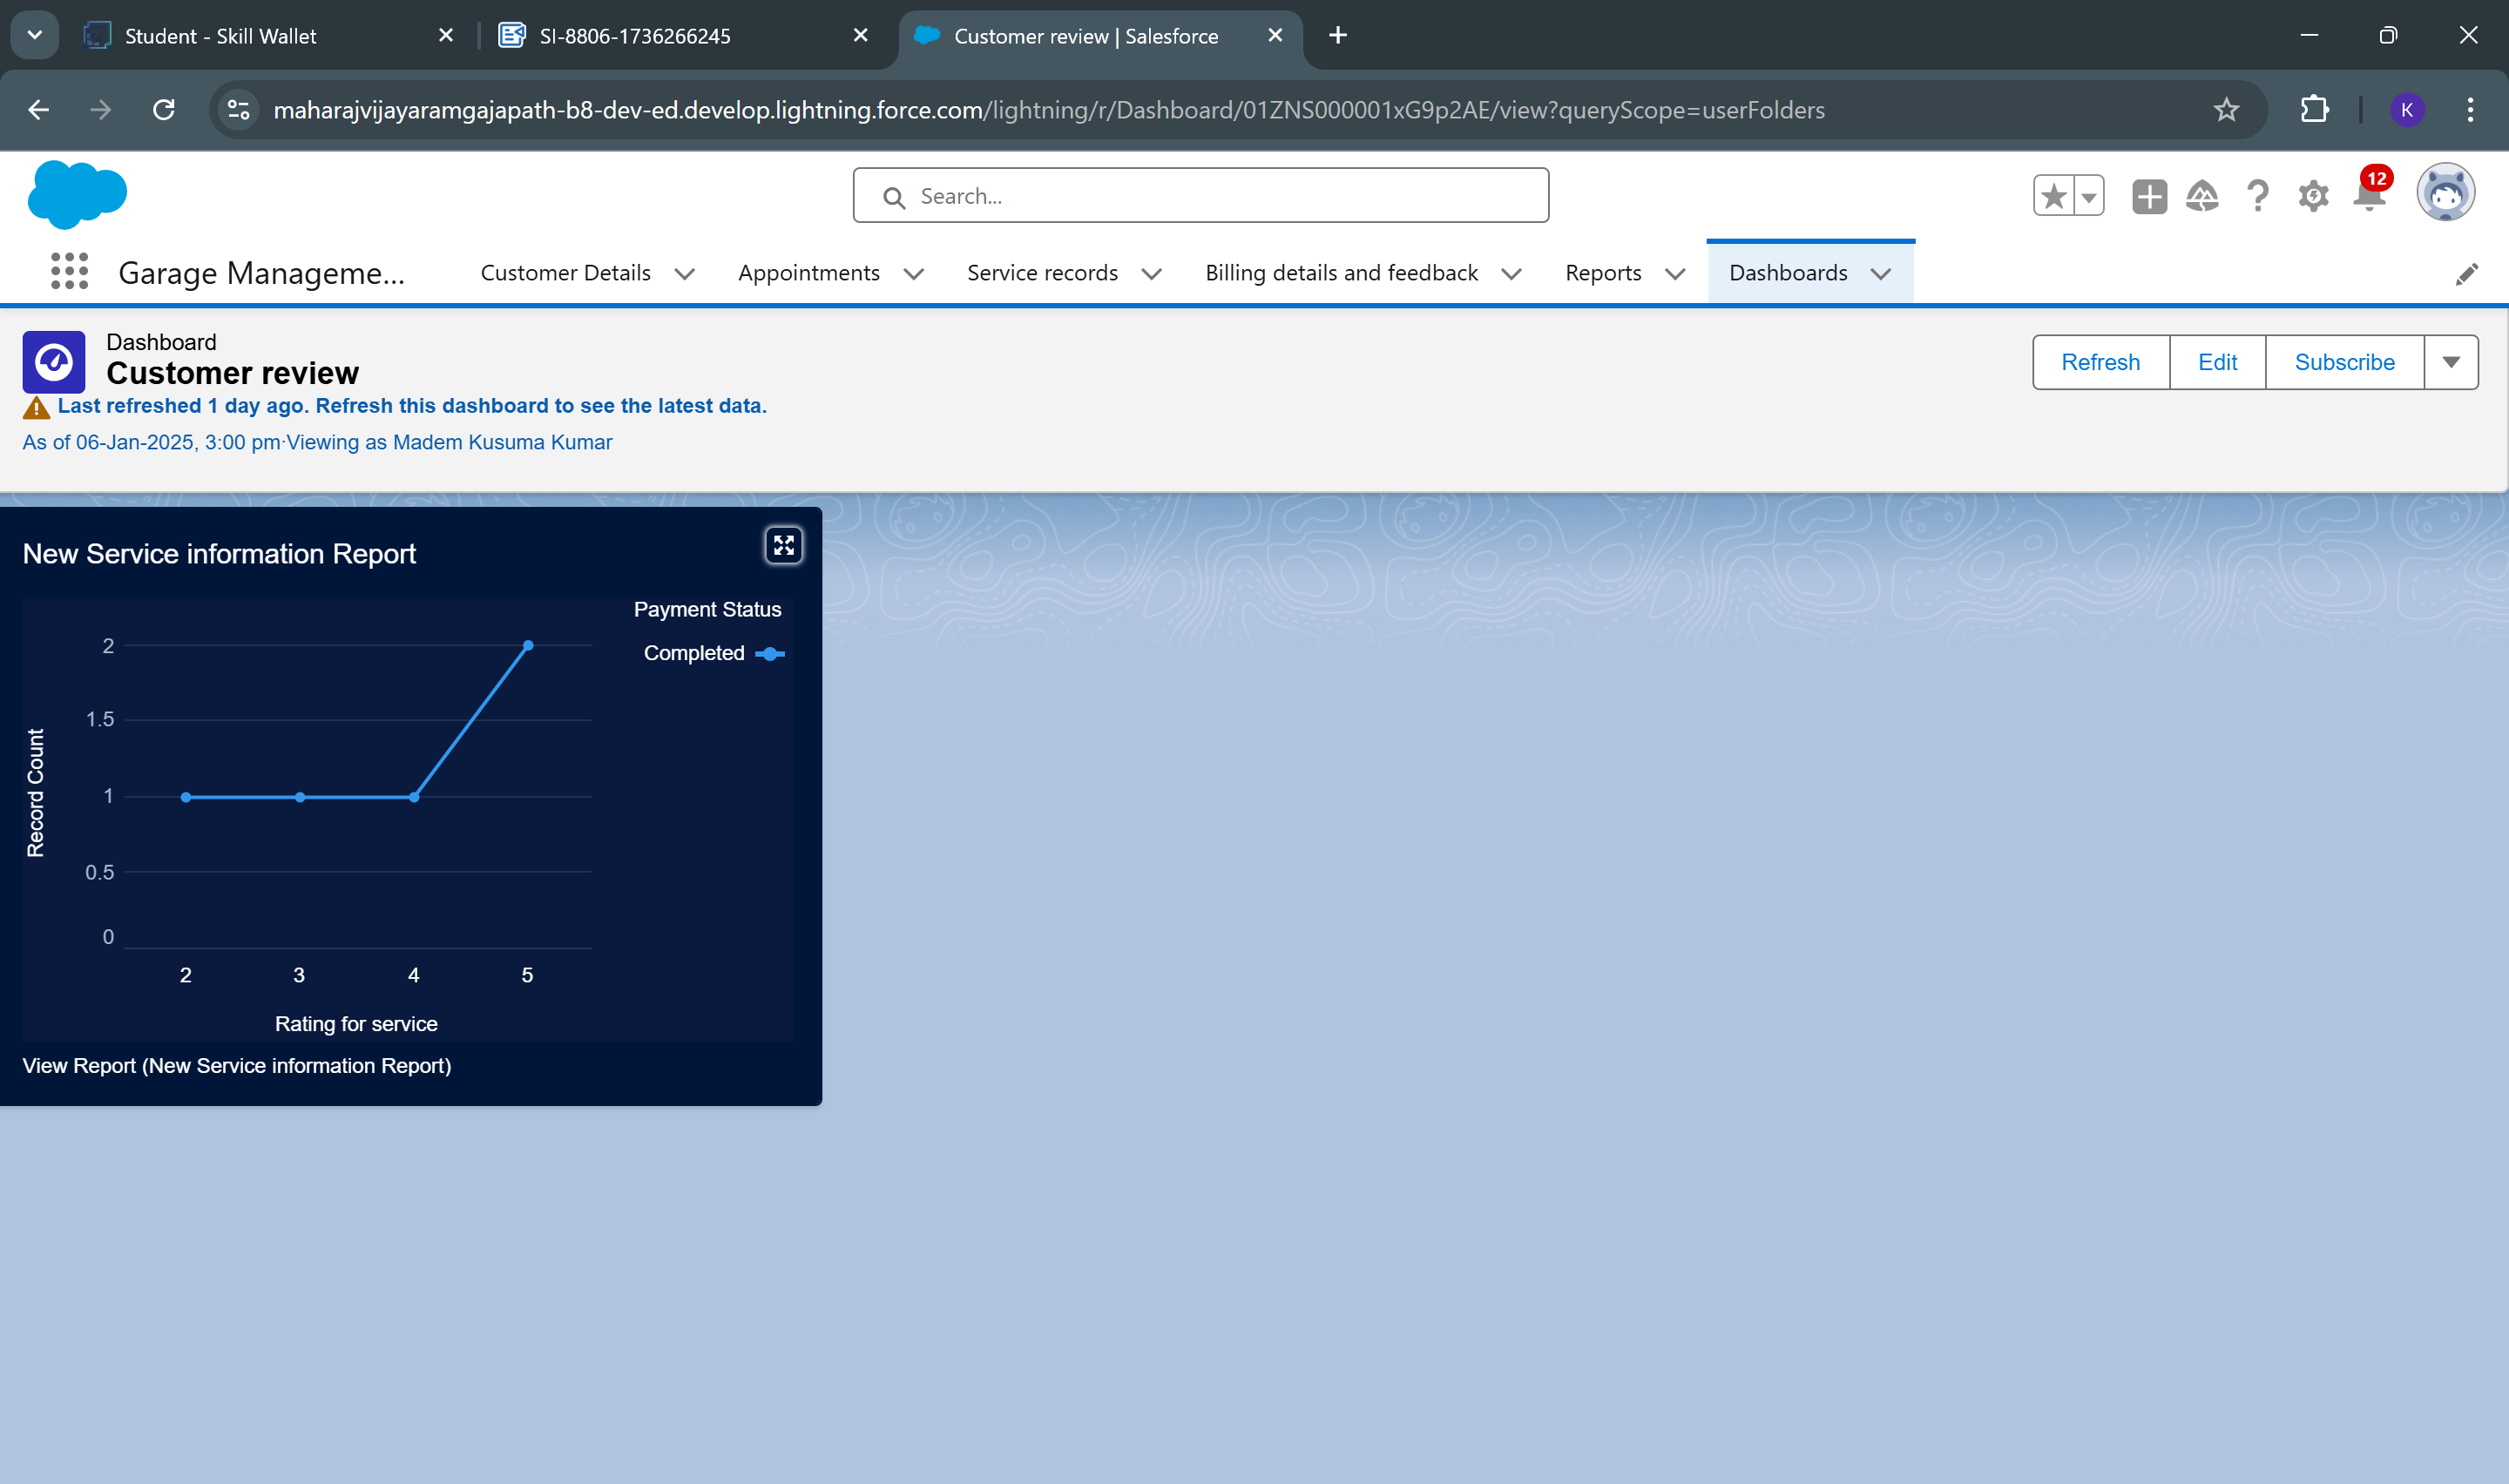 Student - Skill Wallet
SI-8806-1736266245
Customer review | Salesforce
maharajvijayaramgajapath-b8-dev-ed.develop.lightning.force.com/lightning/r/Dashboard/01ZNS000001xG9p2AE/view?queryScope=userFolders
K
Search...
12
Garage Manageme...
Customer Details
Appointments
Service records
Billing details and feedback
Reports
Dashboards
Dashboard
Customer review
Last refreshed 1 day ago. Refresh this dashboard to see the latest data.
As of 06-Jan-2025, 3:00 pm·Viewing as Madem Kusuma Kumar
Refresh
Edit
Subscribe
New Service information Report
Payment Status
Completed
2
1.5
1
0.5
0
Record Count
2
3
4
5
Rating for service
View Report (New Service information Report)